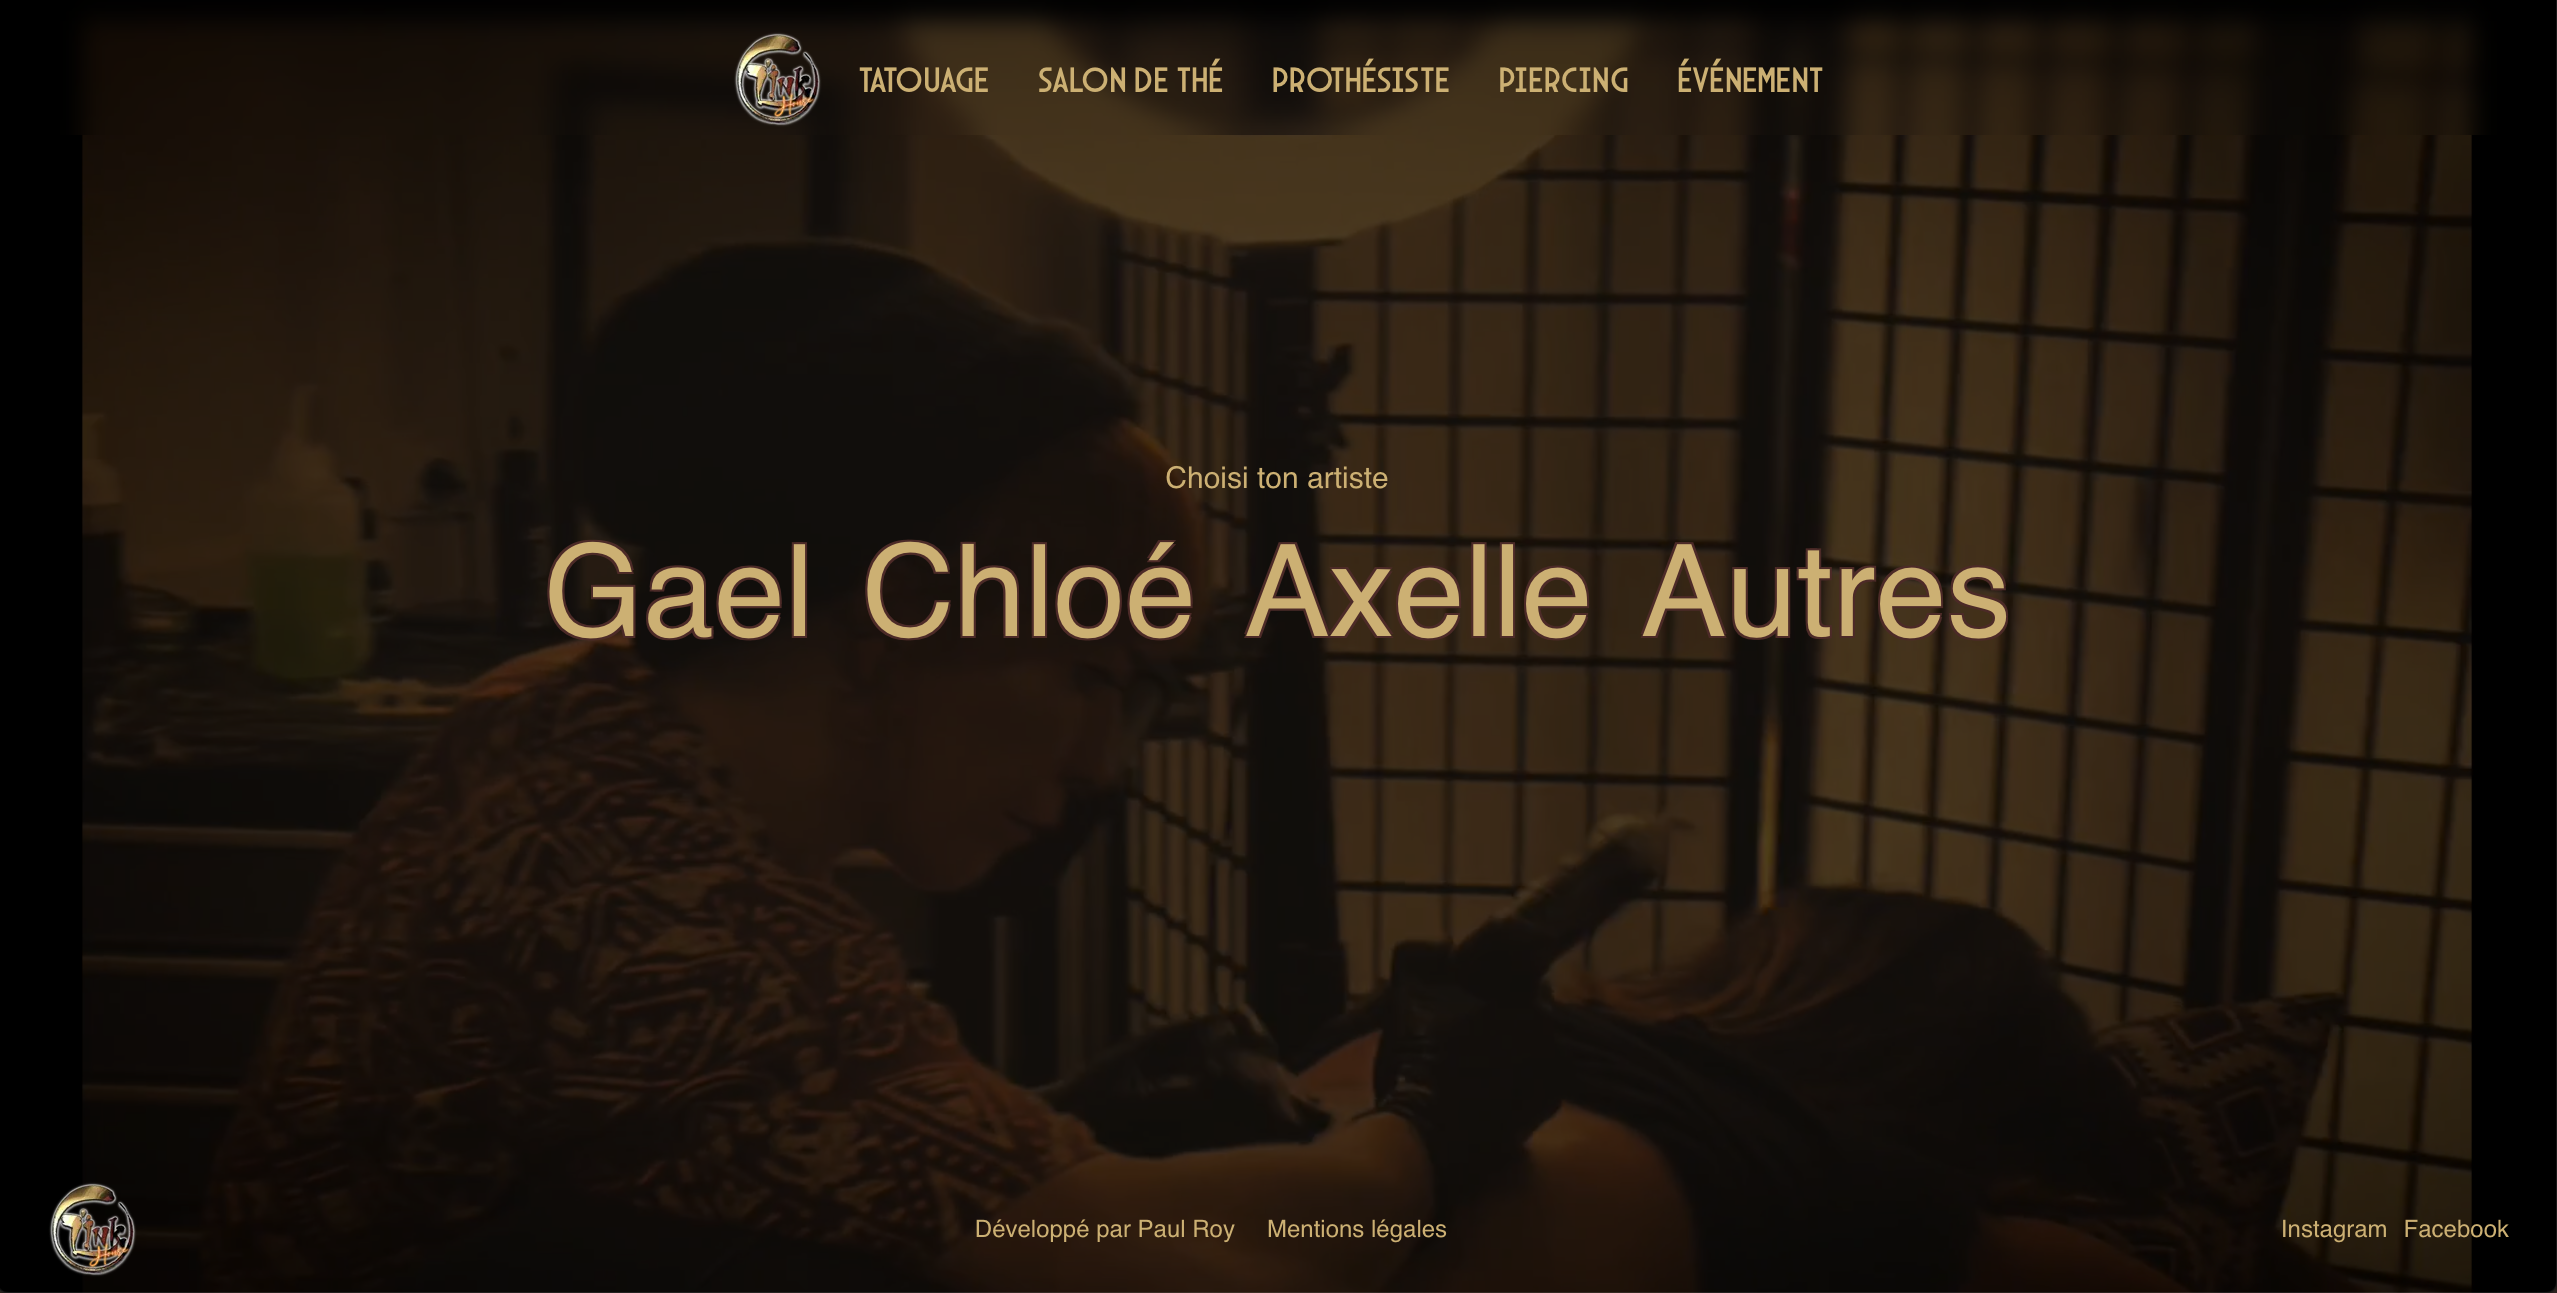 TATOUAGE SALON DE THÉ PROTHÉSISTE PIERCING ÉVÉNEMENT
Choisi ton artiste
Gael Chloé Axelle Autres
Développé par Paul Roy Mentions légales
Instagram Facebook